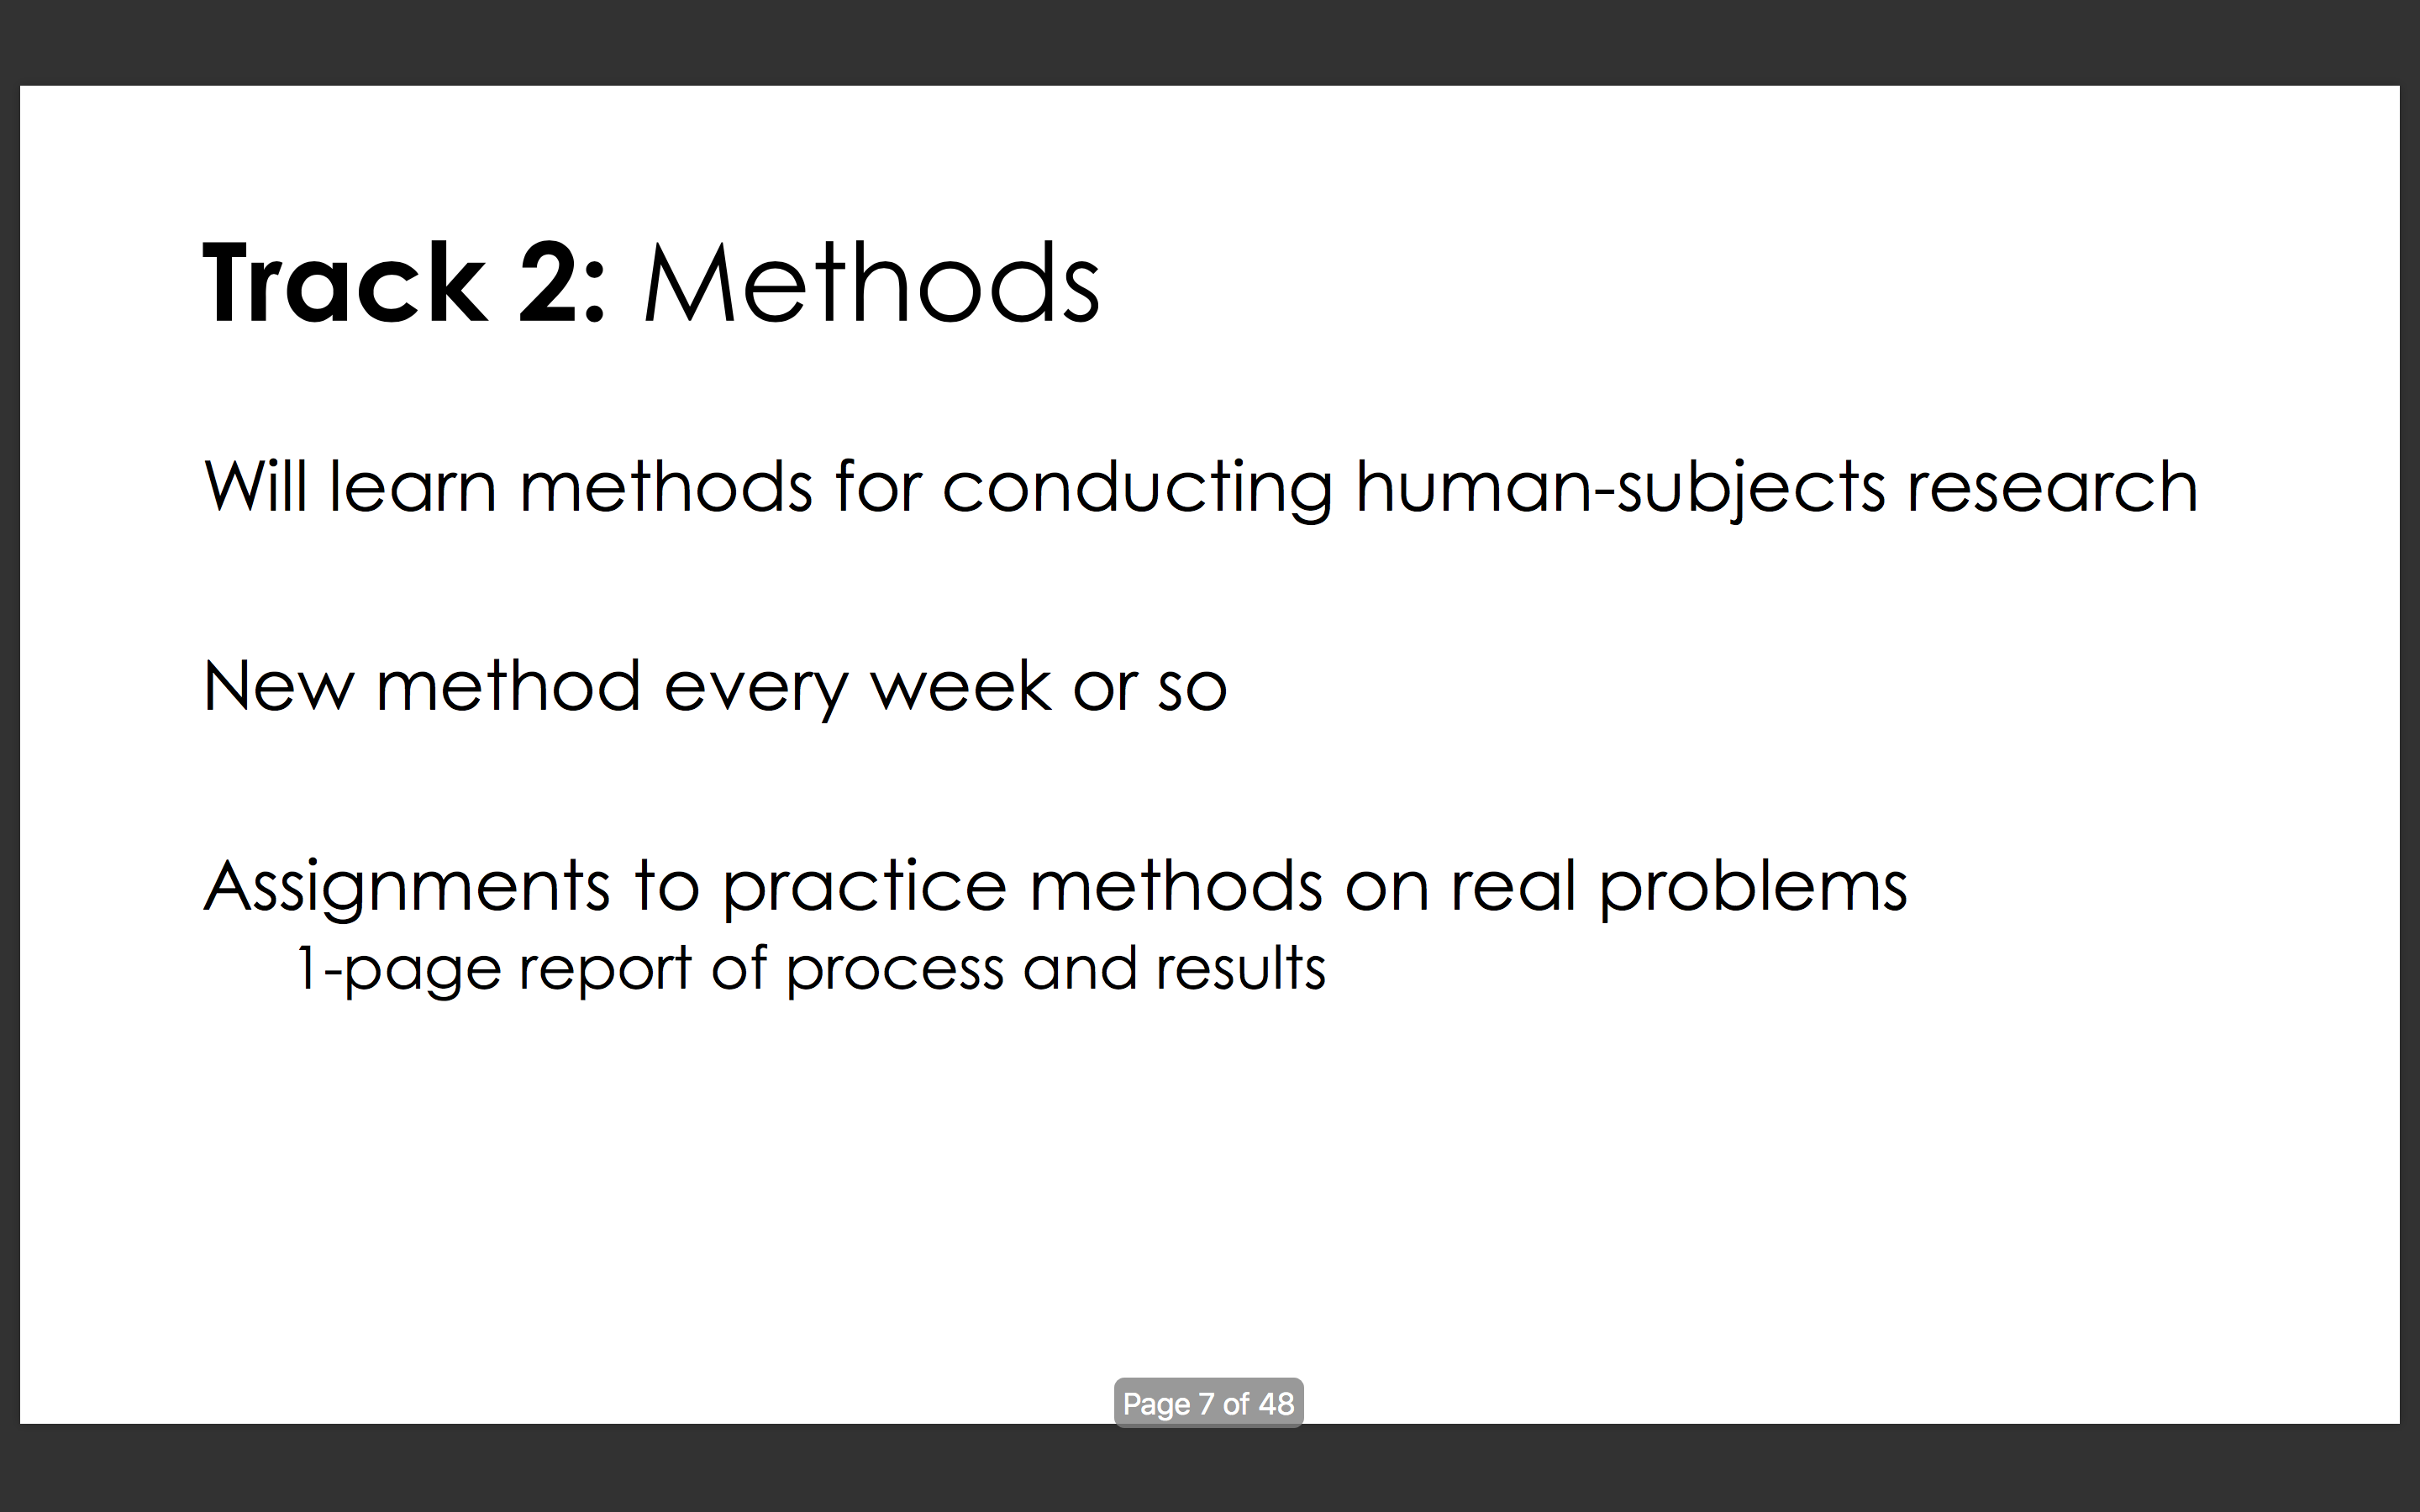 Track 2: Methods
Will learn methods for conducting human-subjects research
New method every week or so
Assignments to practice methods on real problems
1-page report of process and results
Page 7 of 48